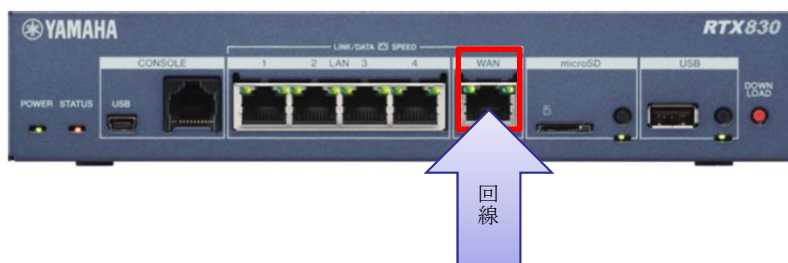 YAMAHA
RTX830
LINK/DATA SPEED
CONSOLE
1 2 LAN 3 4
WAN
microSD
USB
POWER STATUS
USB
DOWN
LOAD
回
線